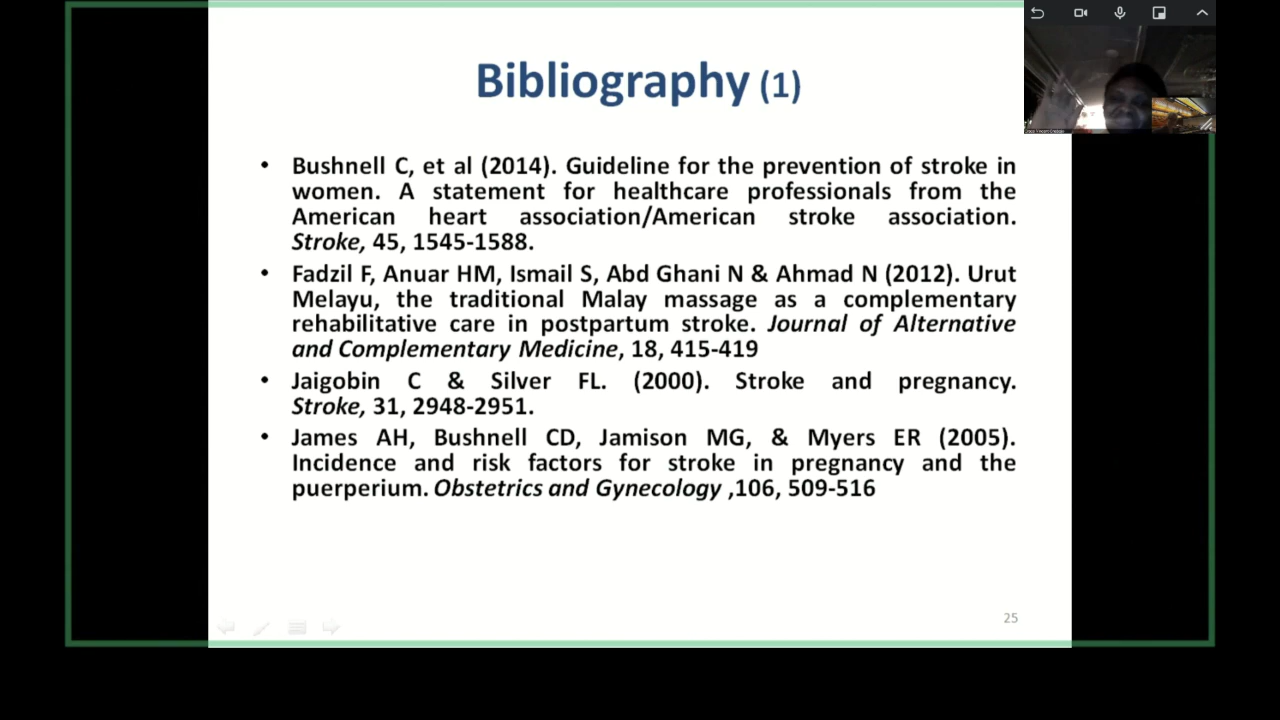 Bibliography (1)
• Bushnell C, et al (2014). Guideline for the prevention of stroke in
women. A statement for healthcare professionals from the
American heart association/American stroke association.
Stroke, 45, 1545-1588.
• Fadzil F, Anuar HM, Ismail S, Abd Ghani N & Ahmad N (2012). Urut
Melayu, the traditional Malay massage as a complementary
rehabilitative care in postpartum stroke. Journal of Alternative
and Complementary Medicine, 18, 415-419
• Jaigobin C & Silver FL. (2000). Stroke and pregnancy.
Stroke, 31, 2948-2951.
• James AH, Bushnell CD, Jamison MG, & Myers ER (2005).
Incidence and risk factors for stroke in pregnancy and the
puerperium. Obstetrics and Gynecology ,106, 509-516
25